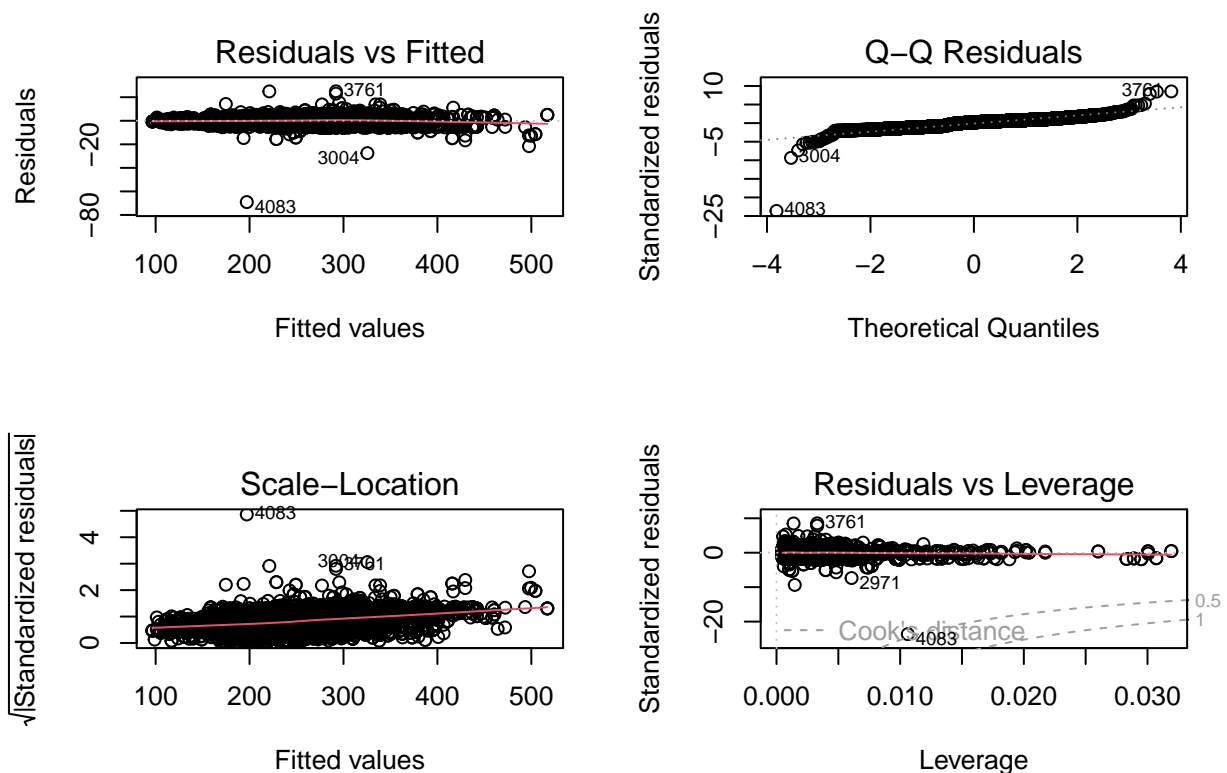 Residuals vs Fitted
Residuals
−20
−80
3761
3004
4083
100 200 300 400 500
Fitted values
Q−Q Residuals
Standardized residuals
10
−5
−25
3761
3004
4083
−4 −2 0 2 4
Theoretical Quantiles
Scale−Location
√|Standardized residuals|
4
2
0
4083
3004
3761
100 200 300 400 500
Fitted values
Residuals vs Leverage
Standardized residuals
0
−20
3761
2971
4083
Cook's distance
0.5
1
0.000 0.010 0.020 0.030
Leverage